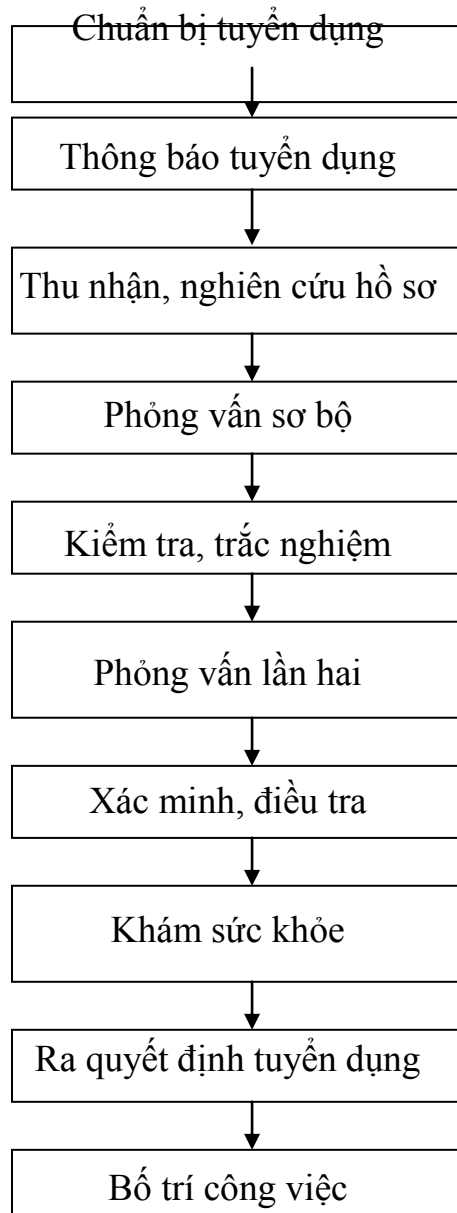 Chuẩn bị tuyển dụng
Thông báo tuyển dụng
Thu nhận, nghiên cứu hồ sơ
Phỏng vấn sơ bộ
Kiểm tra, trắc nghiệm
Phỏng vấn lần hai
Xác minh, điều tra
Khám sức khỏe
Ra quyết định tuyển dụng
Bố trí công việc